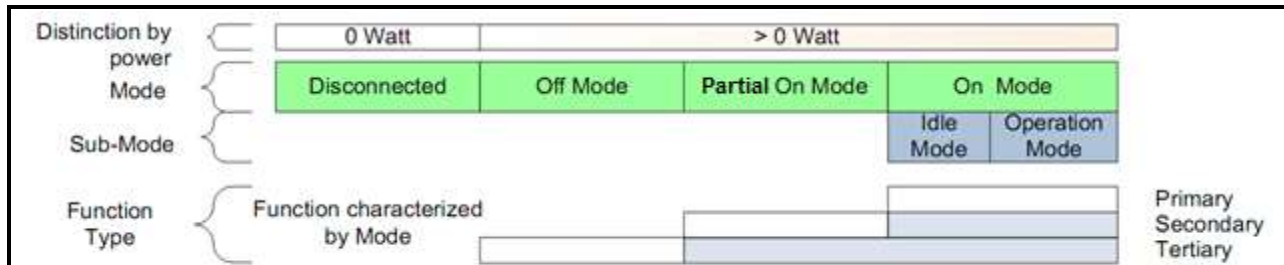 Distinction by power
0 Watt
> 0 Watt
Mode
Disconnected
Off Mode
Partial On Mode
On Mode
Sub-Mode
Idle Mode
Operation Mode
Function Type
Function characterized by Mode
Primary
Secondary
Tertiary